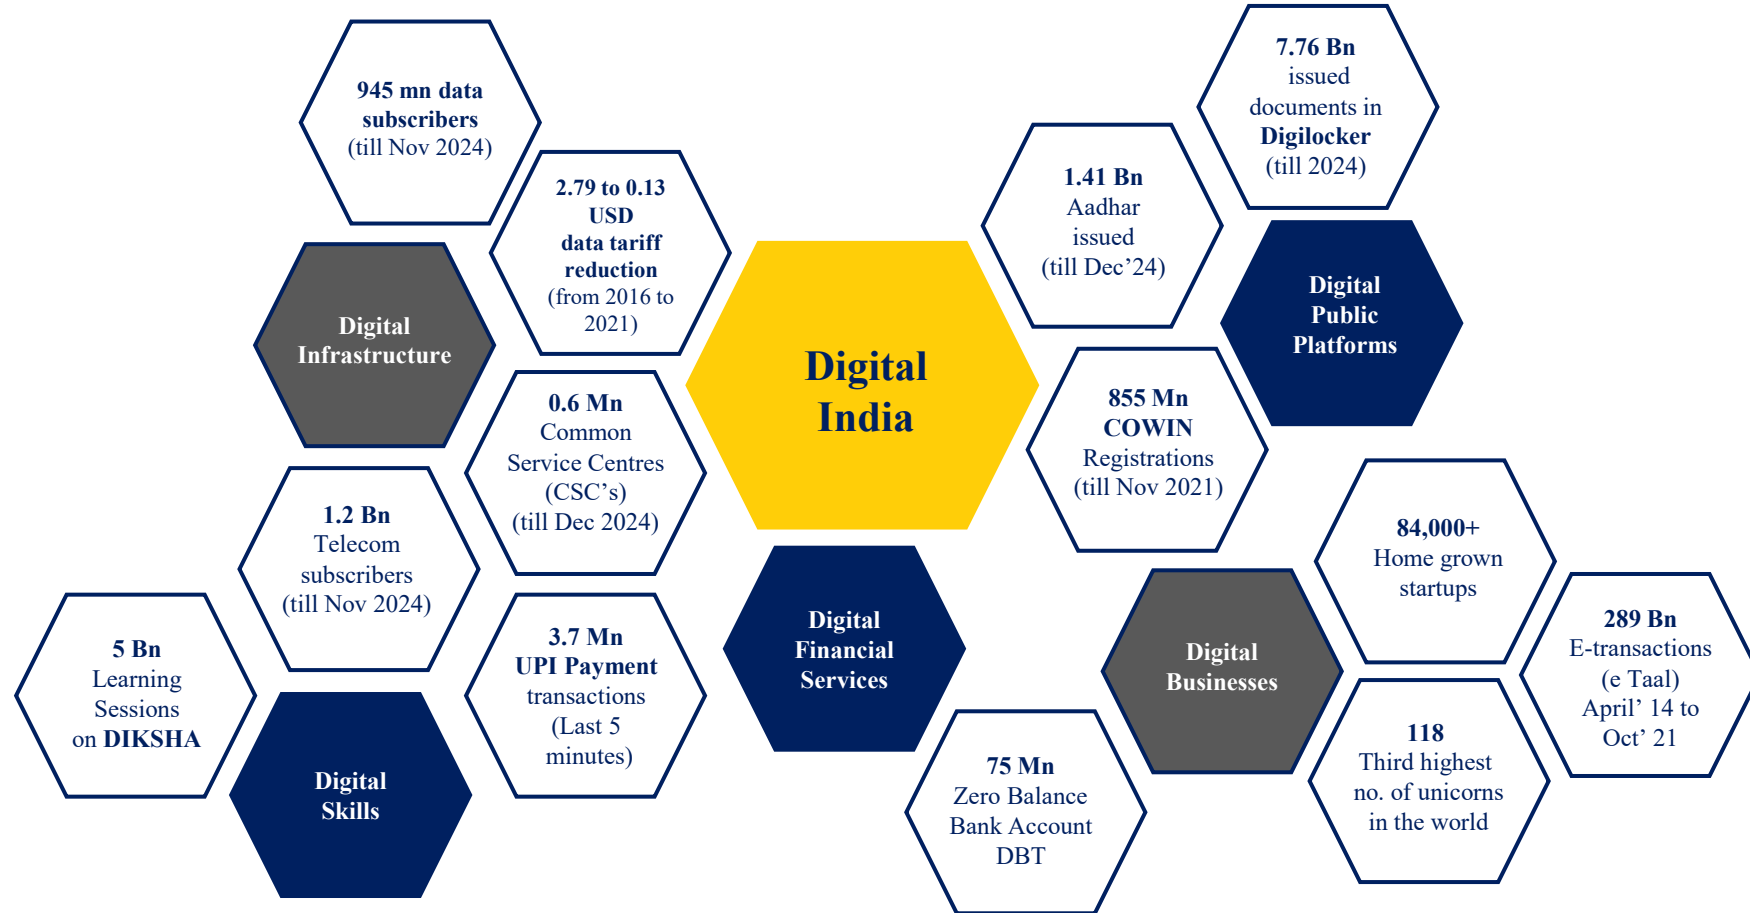 945 mn data
subscribers
(till Nov 2024)
2.79 to 0.13
USD
data tariff
reduction
(from 2016 to
2021)
Digital
Infrastructure
0.6 Mn
Common
Service Centres
(CSC’s)
(till Dec 2024)
1.2 Bn
Telecom
subscribers
(till Nov 2024)
5 Bn
Learning
Sessions
on DIKSHA
Digital
Skills
3.7 Mn
UPI Payment
transactions
(Last 5
minutes)
Digital
India
Digital
Financial
Services
75 Mn
Zero Balance
Bank Account
DBT
7.76 Bn
issued
documents in
Digilocker
(till 2024)
1.41 Bn
Aadhar
issued
(till Dec’24)
Digital
Public
Platforms
855 Mn
COWIN
Registrations
(till Nov 2021)
84,000+
Home grown
startups
Digital
Businesses
289 Bn
E-transactions
(e Taal)
April’ 14 to
Oct’ 21
118
Third highest
no. of unicorns
in the world